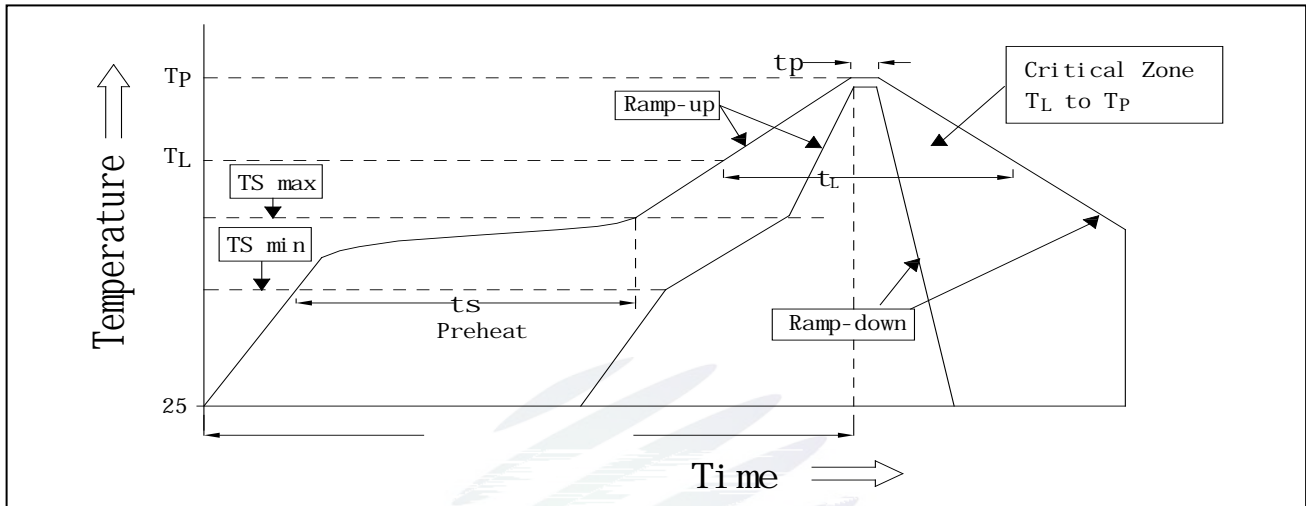 tp
Critical Zone
TL to TP
TP
Ramp-up
TL
TS max
tL
TS min
ts
Preheat
Ramp-down
25
Temperature
Time